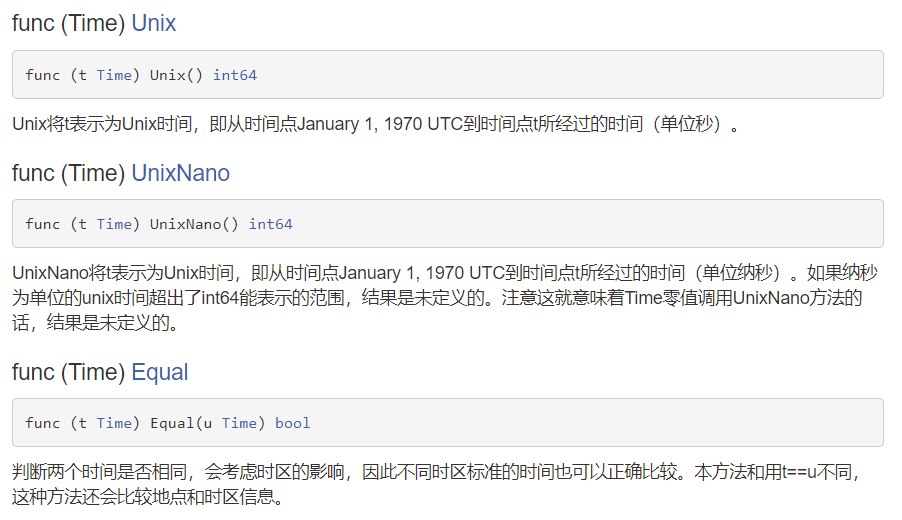 func (Time) Unix
func (t Time) Unix() int64
Unix将t表示为Unix时间，即从时间点January 1, 1970 UTC到时间点t所经过的时间（单位秒）。
func (Time) UnixNano
func (t Time) UnixNano() int64
UnixNano将t表示为Unix时间，即从时间点January 1, 1970 UTC到时间点t所经过的时间（单位纳秒）。如果纳秒
为单位的unix时间超出了int64能表示的范围，结果是未定义的。注意这就意味着Time零值调用UnixNano方法的
话，结果是未定义的。
func (Time) Equal
func (t Time) Equal(u Time) bool
判断两个时间是否相同，会考虑时区的影响，因此不同时区标准的时间也可以正确比较。本方法和用t==u不同，
这种方法还会比较地点和时区信息。